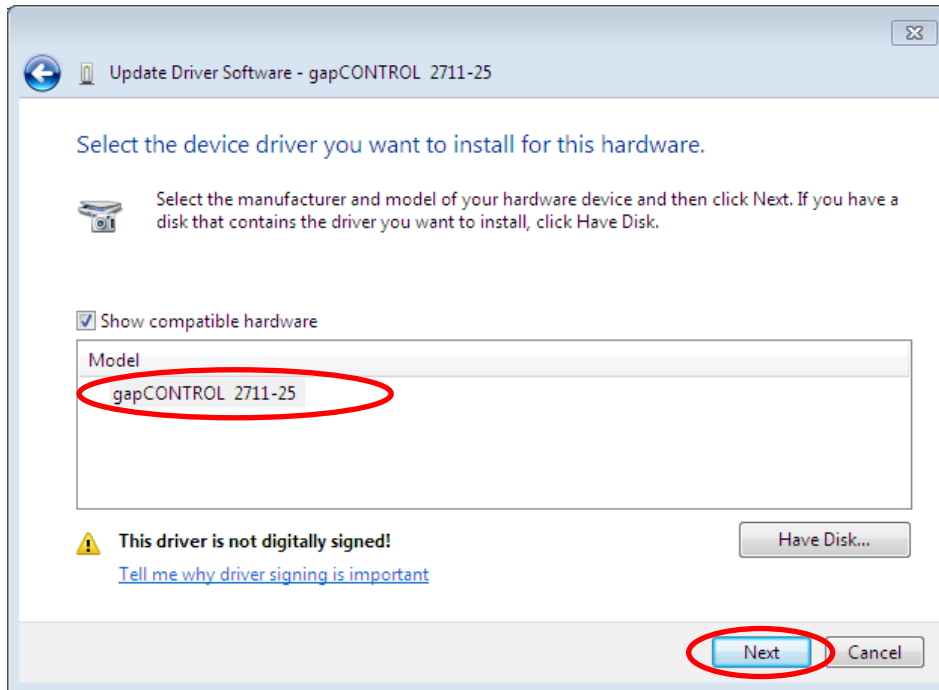 Update Driver Software - gapCONTROL 2711-25
Select the device driver you want to install for this hardware.
Select the manufacturer and model of your hardware device and then click Next. If you have a
disk that contains the driver you want to install, click Have Disk.
Show compatible hardware
Model
gapCONTROL 2711-25
This driver is not digitally signed!
Have Disk...
Tell me why driver signing is important
Next
Cancel